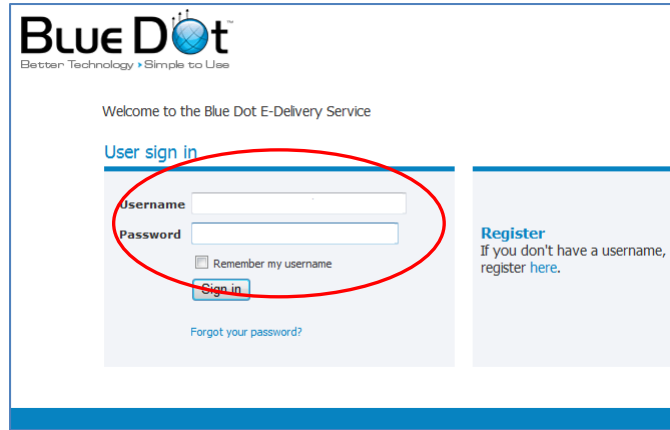 BLUE DOt™
Better Technology ▸ Simple to Use
Welcome to the Blue Dot E-Delivery Service
User sign in
Username
Password
Remember my username
Sign in
Forgot your password?
Register
If you don't have a username,
register here.